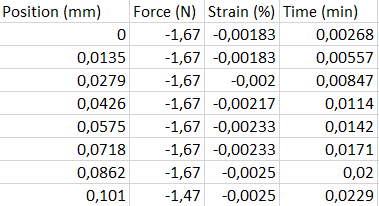 Position (mm) Force (N) Strain (%) Time (min)
0 -1,67 -0,00183 0,00268
0,0135 -1,67 -0,00183 0,00557
0,0279 -1,67 -0,002 0,00847
0,0426 -1,67 -0,00217 0,0114
0,0575 -1,67 -0,00233 0,0142
0,0718 -1,67 -0,00233 0,0171
0,0862 -1,67 -0,0025 0,02
0,101 -1,47 -0,0025 0,0229